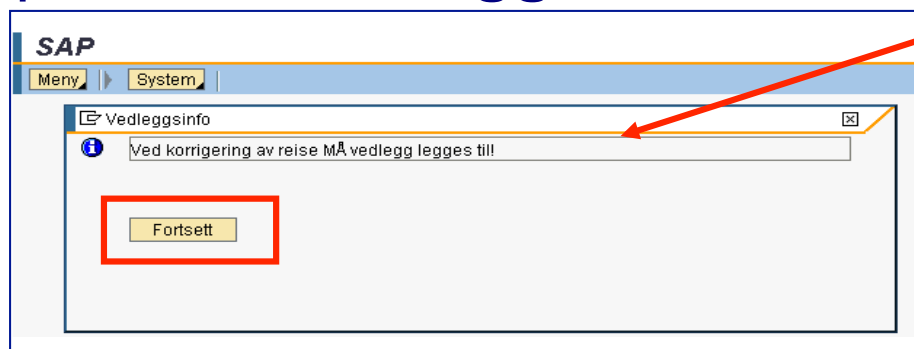 SAP
Meny System
Vedleggsinfo
Ved korrigering av reise MÅ vedlegg legges til!
Fortsett